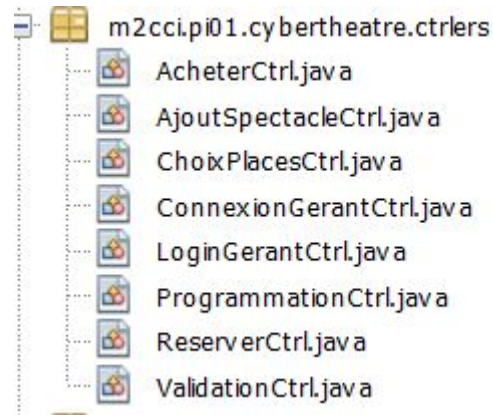 m2cci.pi01.cybertheatre.ctrlers
AcheterCtrl.java
AjoutSpectacleCtrl.java
ChoixPlacesCtrl.java
ConnexionGerantCtrl.java
LoginGerantCtrl.java
ProgrammationCtrl.java
ReserverCtrl.java
ValidationCtrl.java